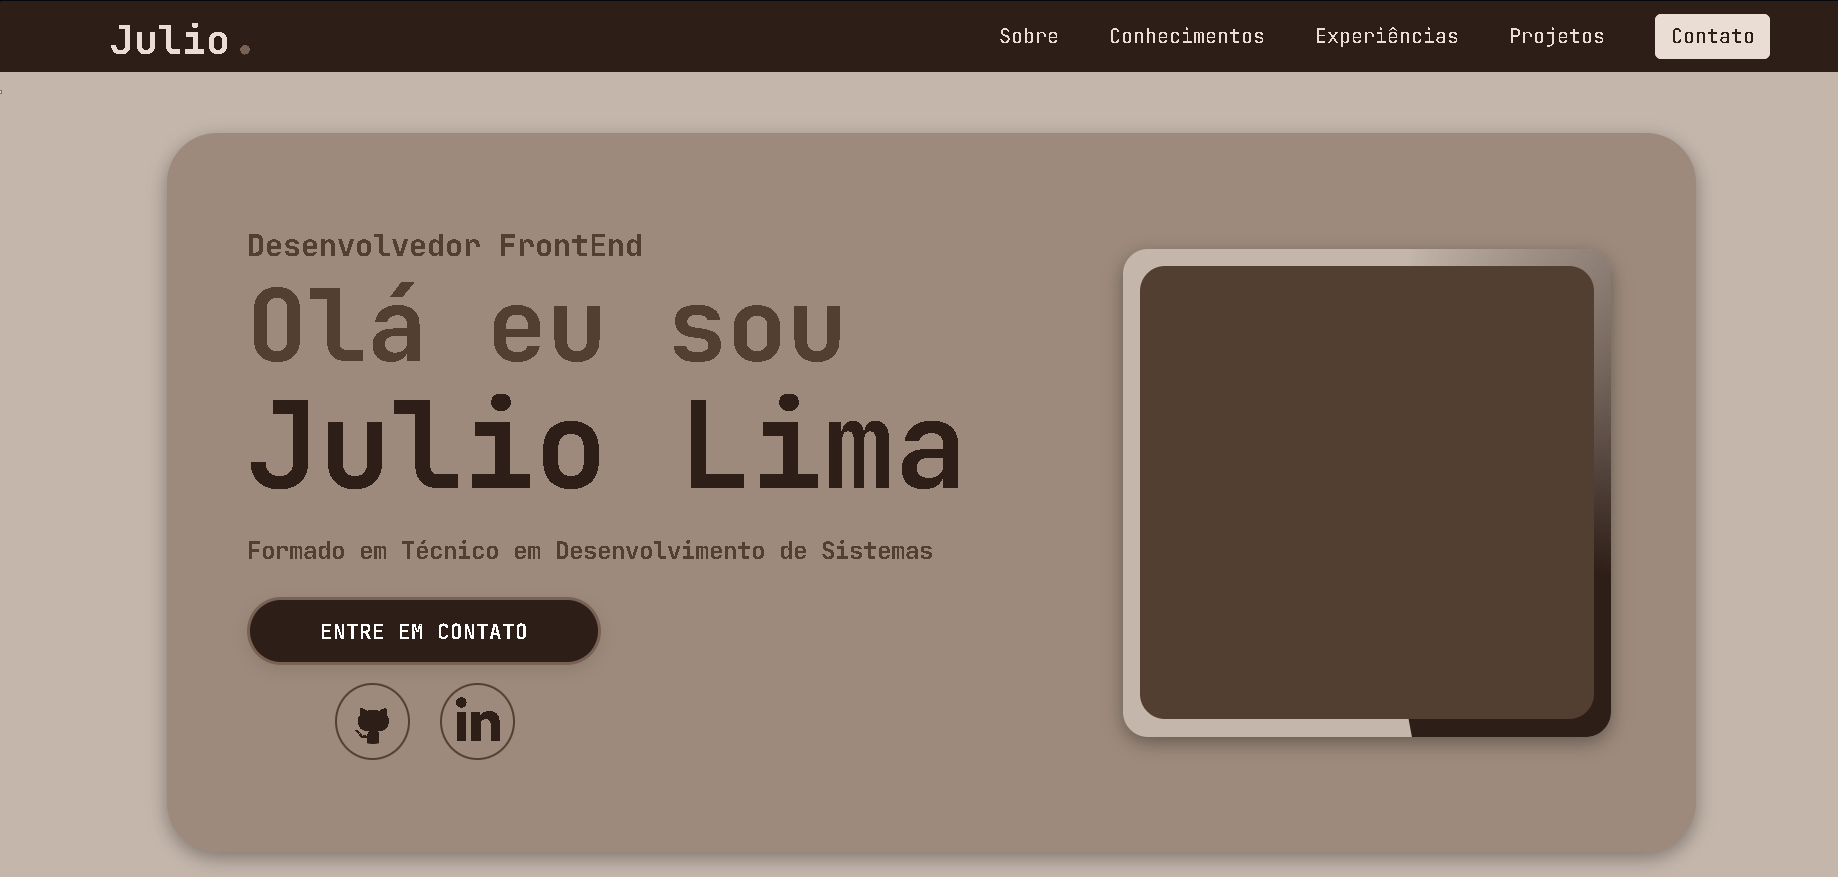 Julio.
Sobre Conhecimentos Experiências Projetos Contato
Desenvolvedor FrontEnd
Olá eu sou
Julio Lima
Formado em Técnico em Desenvolvimento de Sistemas
ENTRE EM CONTATO
in